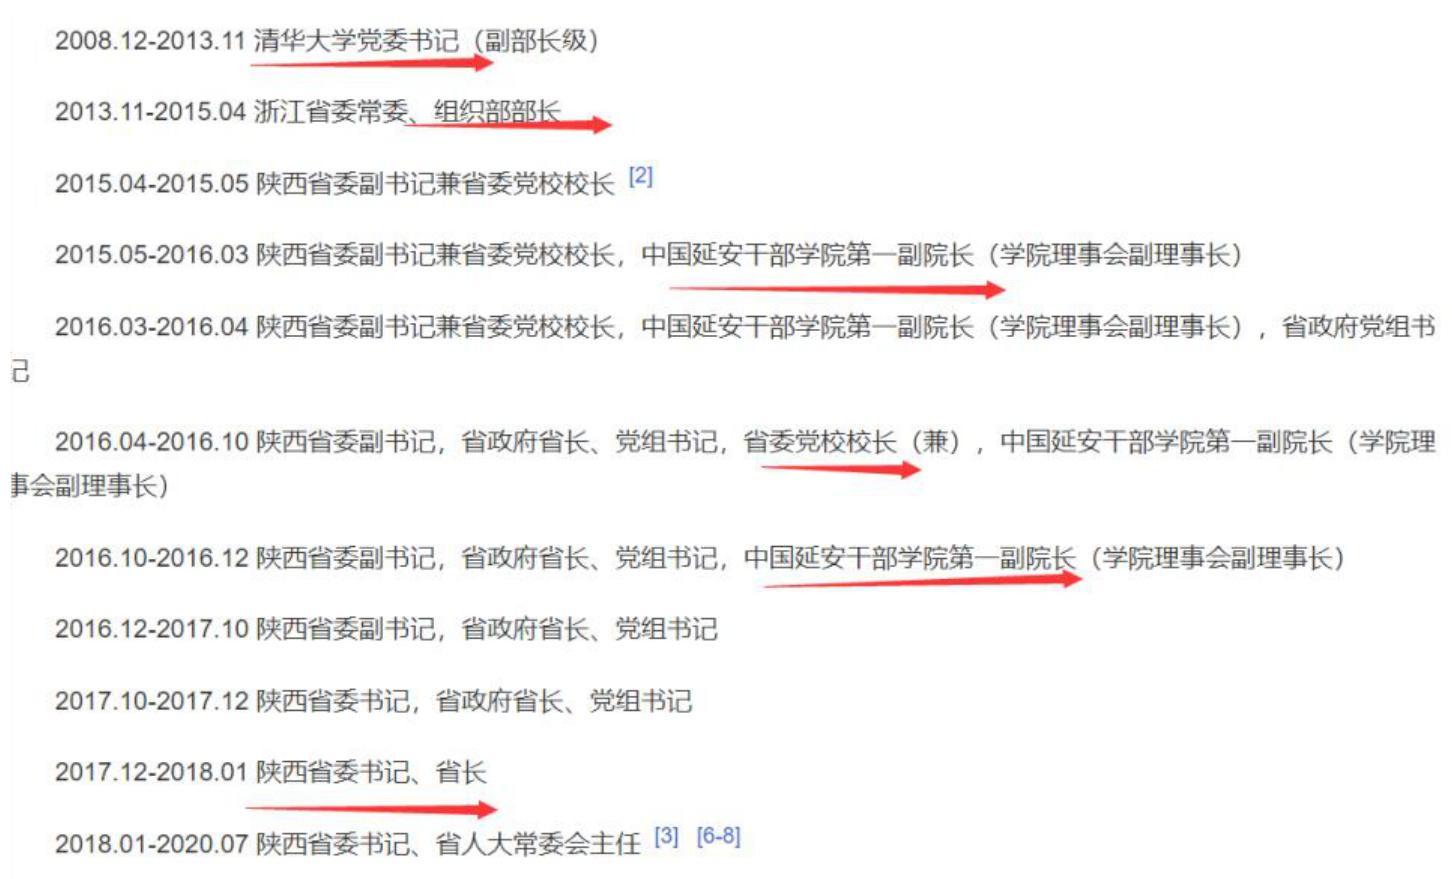 2008.12-2013.11 清华大学党委书记（副部长级）
2013.11-2015.04 浙江省委常委、组织部部长
2015.04-2015.05 陕西省委副书记兼省委党校校长 [2]
2015.05-2016.03 陕西省委副书记兼省委党校校长，中国延安干部学院第一副院长（学院理事会副理事长）
2016.03-2016.04 陕西省委副书记兼省委党校校长，中国延安干部学院第一副院长（学院理事会副理事长），省政府党组书
记
2016.04-2016.10 陕西省委副书记，省政府省长、党组书记，省委党校校长（兼），中国延安干部学院第一副院长（学院理
事会副理事长）
2016.10-2016.12 陕西省委副书记，省政府省长、党组书记，中国延安干部学院第一副院长（学院理事会副理事长）
2016.12-2017.10 陕西省委副书记，省政府省长、党组书记
2017.10-2017.12 陕西省委书记，省政府省长、党组书记
2017.12-2018.01 陕西省委书记、省长
2018.01-2020.07 陕西省委书记、省人大常委会主任 [3] [6-8]